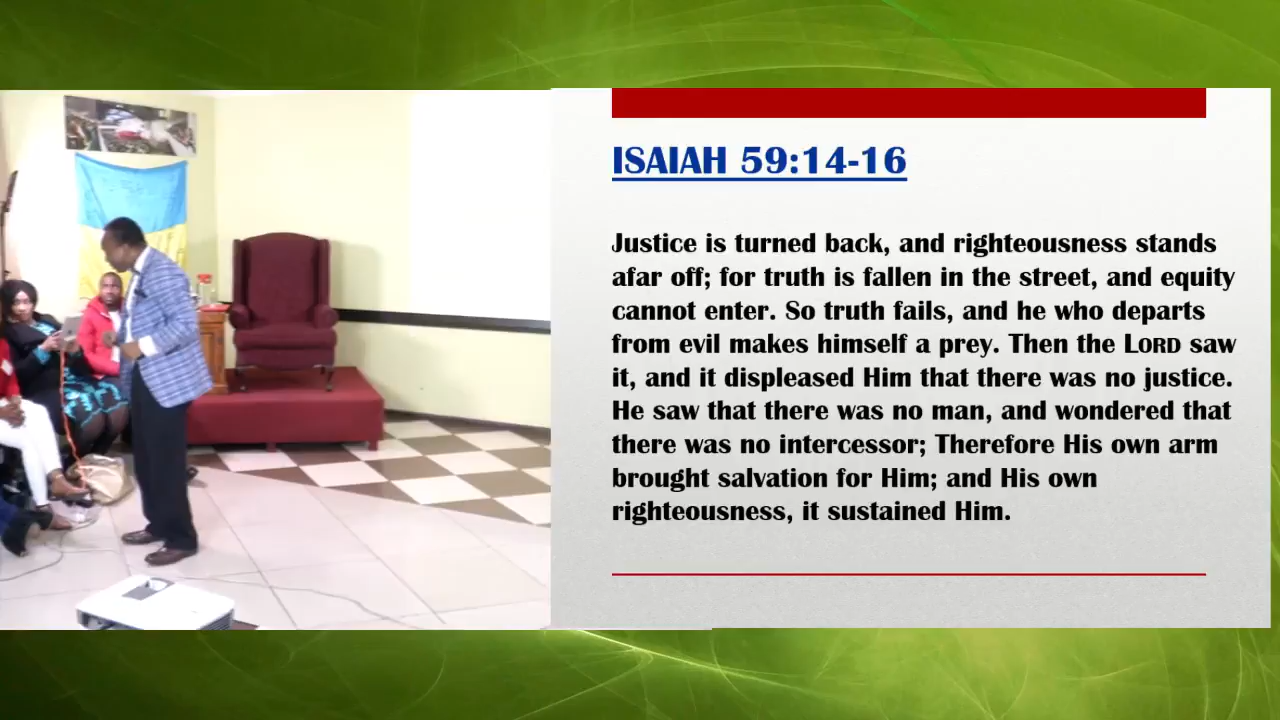 ISAIAH 59:14-16
Justice is turned back, and righteousness stands
afar off; for truth is fallen in the street, and equity
cannot enter. So truth fails, and he who departs
from evil makes himself a prey. Then the LORD saw
it, and it displeased Him that there was no justice.
He saw that there was no man, and wondered that
there was no intercessor; Therefore His own arm
brought salvation for Him; and His own
righteousness, it sustained Him.